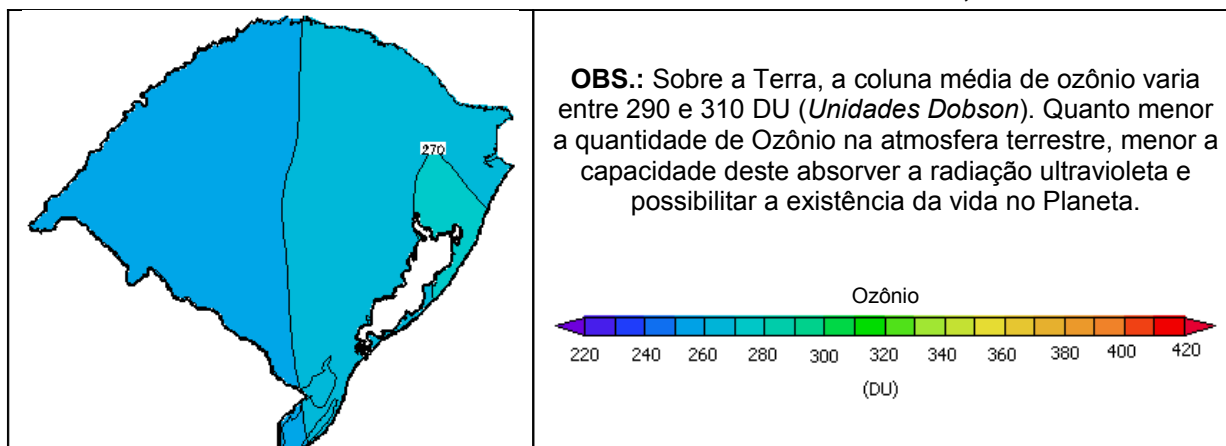 270
OBS.: Sobre a Terra, a coluna média de ozônio varia
entre 290 e 310 DU (Unidades Dobson). Quanto menor
a quantidade de Ozônio na atmosfera terrestre, menor a
capacidade deste absorver a radiação ultravioleta e
possibilitar a existência da vida no Planeta.
Ozônio
220 240 260 280 300 320 340 360 380 400 420
(DU)